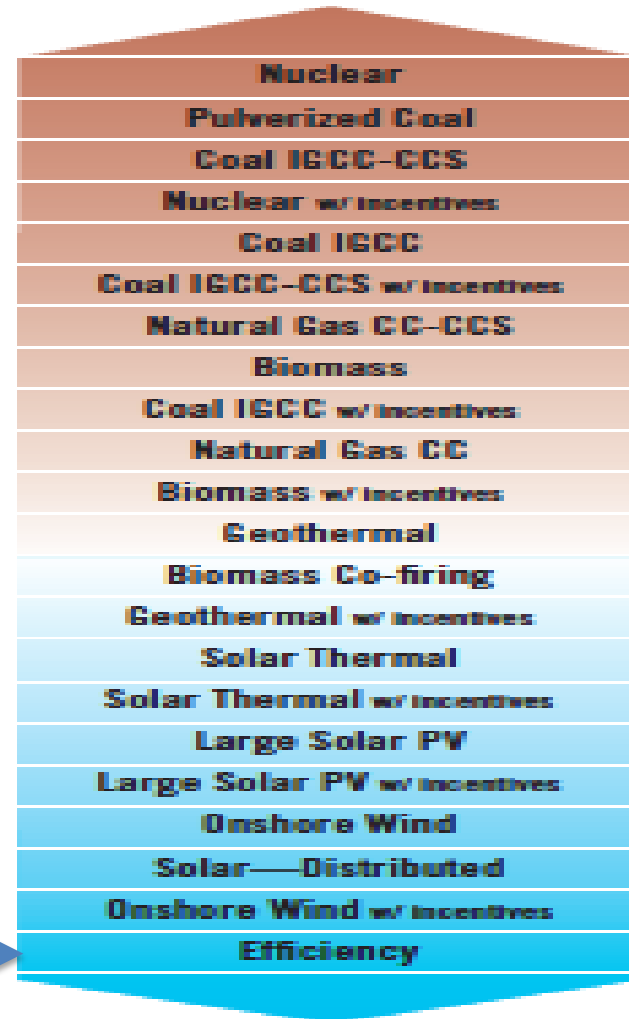 Nuclear
Pulverized Coal
Coal IGCC-CCS
Nuclear w/ incentives
Coal IGCC
Coal IGCC-CCS w/ incentives
Natural Gas CC-CCS
Biomass
Coal IGCC w/ incentives
Natural Gas CC
Biomass w/ incentives
Geothermal
Biomass Co-firing
Geothermal w/ incentives
Solar Thermal
Solar Thermal w/ incentives
Large Solar PV
Large Solar PV w/ incentives
Onshore Wind
Solar—Distributed
Onshore Wind w/ incentives
Efficiency